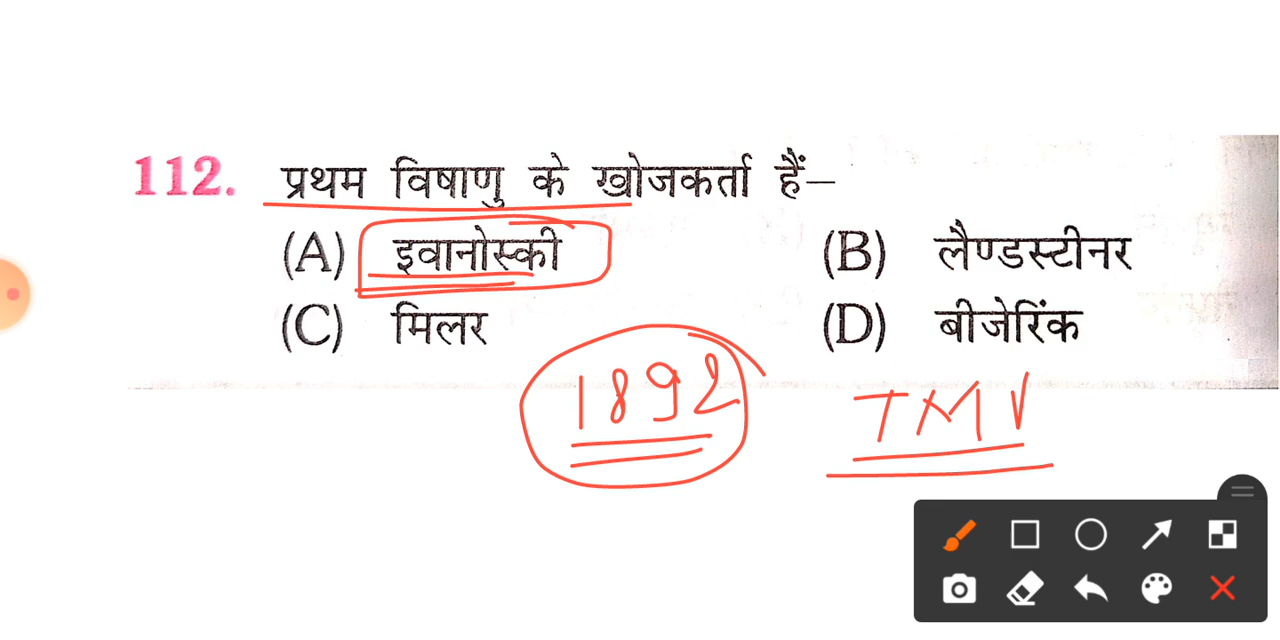 112. प्रथम विषाणु के खोजकर्ता हैं–
(A) इवानोस्की (B) लैण्डस्टीनर
(C) मिलर (D) बीजेरिंक
1892 TMV